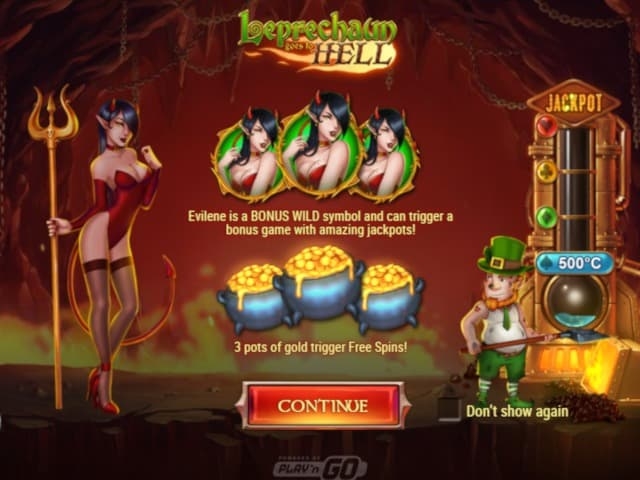 Leprechaun
goes to HELL
JACKPOT
Evilene is a BONUS WILD symbol and can trigger a
bonus game with amazing jackpots!
500°C
3 pots of gold trigger Free Spins!
CONTINUE
Don't show again
POWERED BY
PLAY'n GO